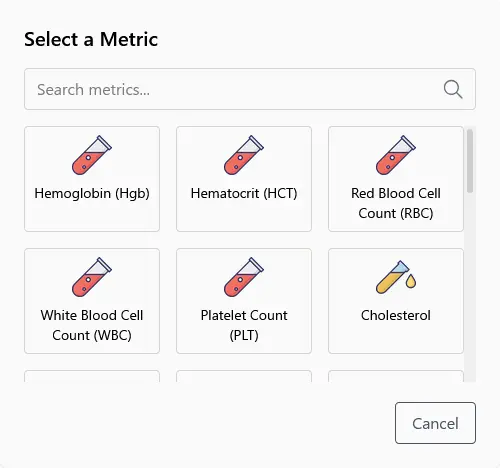 Select a Metric
Search metrics...
Hemoglobin (Hgb)
Hematocrit (HCT)
Red Blood Cell
Count (RBC)
White Blood Cell
Count (WBC)
Platelet Count
(PLT)
Cholesterol
Cancel